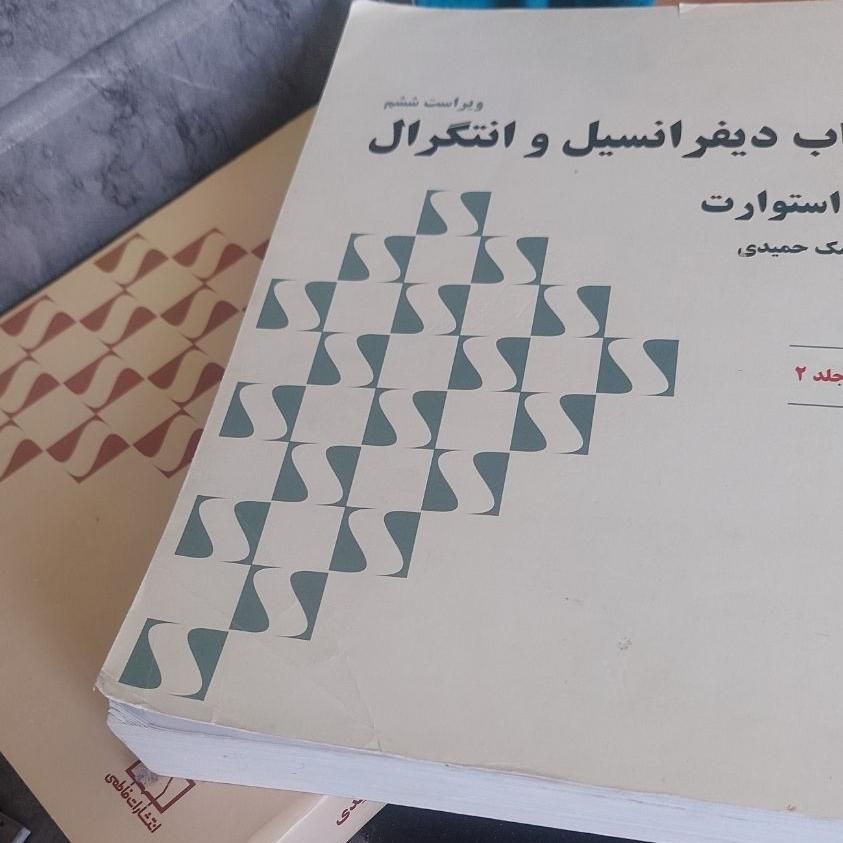 ویراست ششم
اب دیفرانسیل و انتگرال
استوارت
حمیدی
جلد ۲
انتشارات فاطمی